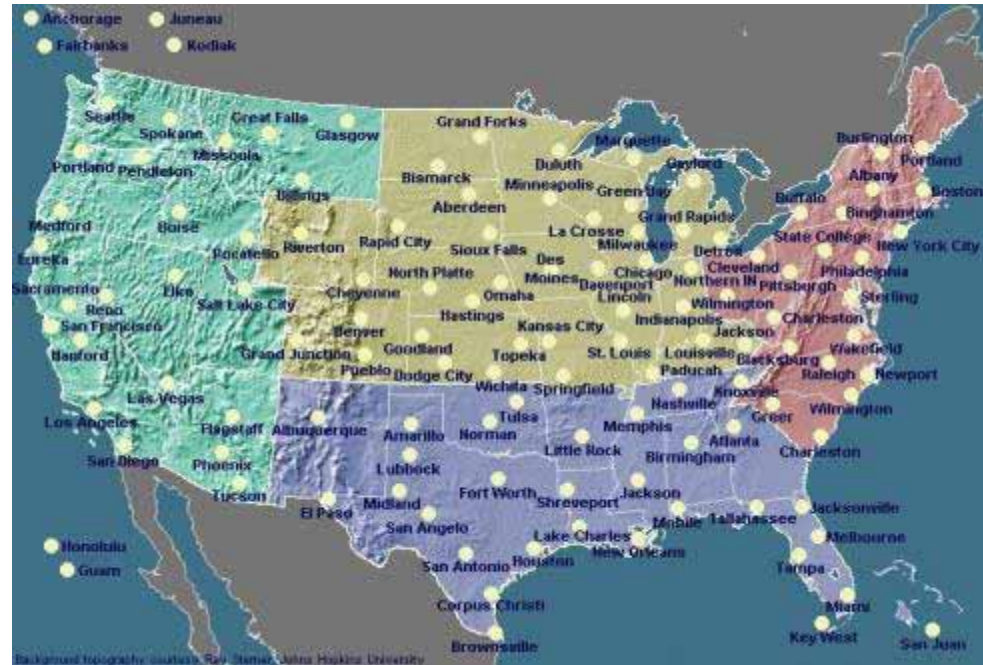 Anchorage
Juneau
Fairbanks
Kodiak
Seattle
Spokane
Great Falls
Glasgow
Grand Forks
Marquette
Burlington
Portland
Pendleton
Missoula
Duluth
Gaylord
Portland
Billings
Bismarck
Minneapolis
Green Bay
Albany
Boston
Medford
Boise
Aberdeen
Buffalo
Binghamton
Grand Rapids
Eureka
Pocatello
Riverton
Rapid City
Sioux Falls
La Crosse
Milwaukee
Detroit
State College
New York City
Sacramento
Reno
Elko
Salt Lake City
Cheyenne
North Platte
Des Moines
Davenport
Chicago
Northern IN
Cleveland
Pittsburgh
Philadelphia
Omaha
Lincoln
Wilmington
Sterling
San Francisco
Hanford
Denver
Hastings
Kansas City
Indianapolis
Jackson
Charleston
Grand Junction
Goodland
Topeka
St. Louis
Louisville
Blacksburg
Wakefield
Pueblo
Dodge City
Wichita
Springfield
Paducah
Knoxville
Raleigh
Newport
Las Vegas
Los Angeles
Flagstaff
Albuquerque
Amarillo
Norman
Tulsa
Nashville
Memphis
Greer
Wilmington
San Diego
Phoenix
Lubbock
Little Rock
Birmingham
Atlanta
Charleston
Tucson
El Paso
Midland
Fort Worth
Shreveport
Jackson
San Angelo
Lake Charles
Mobile
Tallahassee
Jacksonville
Honolulu
Guam
San Antonio
Houston
New Orleans
Melbourne
Tampa
Corpus Christi
Miami
Brownsville
Key West
San Juan
Background topography courtesy Ray Sterner, Johns Hopkins University